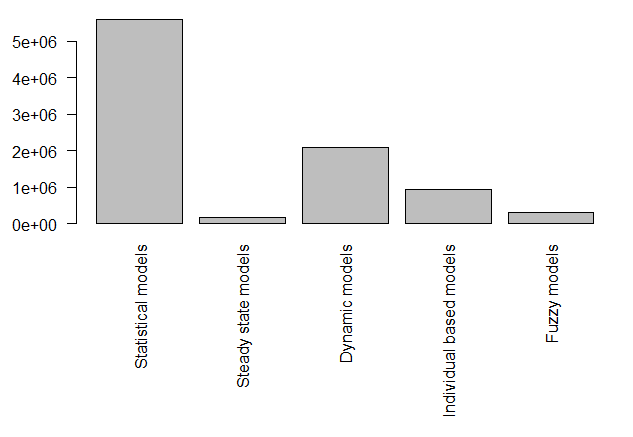 5e+06
4e+06
3e+06
2e+06
1e+06
0e+00
Statistical models
Steady state models
Dynamic models
Individual based models
Fuzzy models